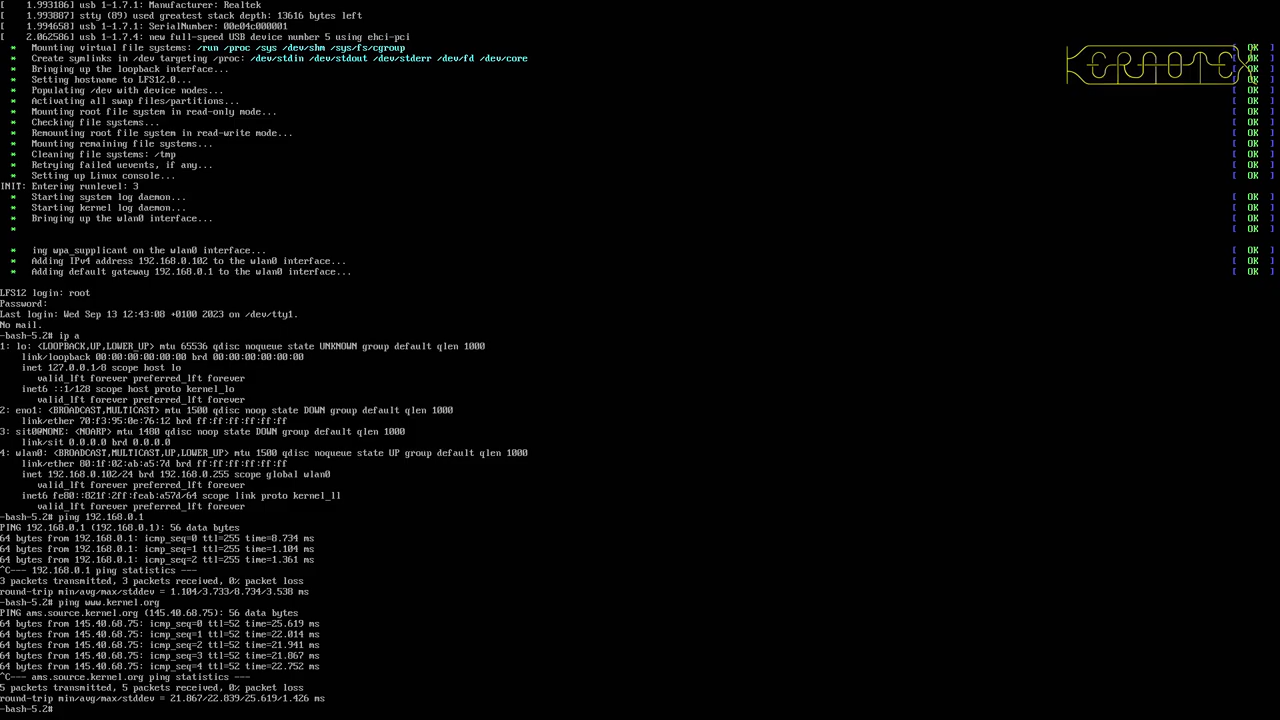 [    1.993186] usb 1-1.7.1: Manufacturer: Realtek
[    1.993887] stty (89) used greatest stack depth: 13616 bytes left
[    1.994658] usb 1-1.7.1: SerialNumber: 00e04c000001
[    2.062586] usb 1-1.7.4: new full-speed USB device number 5 using ehci-pci
*   Mounting virtual file systems: /run /proc /sys /dev/shm /sys/fs/cgroup [ OK ]
*   Create symlinks in /dev targeting /proc: /dev/stdin /dev/stdout /dev/stderr /dev/fd /dev/core [ OK ]
*   Bringing up the loopback interface... [ OK ]
*   Setting hostname to LFS12.0... [ OK ]
*   Populating /dev with device nodes... [ OK ]
*   Activating all swap files/partitions... [ OK ]
*   Mounting root file system in read-only mode... [ OK ]
*   Checking file systems... [ OK ]
*   Remounting root file system in read-write mode... [ OK ]
*   Mounting remaining file systems... [ OK ]
*   Cleaning file systems: /tmp [ OK ]
*   Retrying failed uevents, if any... [ OK ]
*   Setting up Linux console... [ OK ]
INIT: Entering runlevel: 3
*   Starting system log daemon... [ OK ]
*   Starting kernel log daemon... [ OK ]
*   Bringing up the wlan0 interface... [ OK ]
* [ OK ]
*   ing wpa_supplicant on the wlan0 interface... [ OK ]
*   Adding IPv4 address 192.168.0.102 to the wlan0 interface... [ OK ]
*   Adding default gateway 192.168.0.1 to the wlan0 interface... [ OK ]
LFS12 login: root
Password:
Last login: Wed Sep 13 12:43:08 +0100 2023 on /dev/tty1.
No mail.
-bash-5.2# ip a
1: lo: <LOOPBACK,UP,LOWER_UP> mtu 65536 qdisc noqueue state UNKNOWN group default qlen 1000
    link/loopback 00:00:00:00:00:00 brd 00:00:00:00:00:00
    inet 127.0.0.1/8 scope host lo
       valid_lft forever preferred_lft forever
    inet6 ::1/128 scope host proto kernel_lo
       valid_lft forever preferred_lft forever
2: eno1: <BROADCAST,MULTICAST> mtu 1500 qdisc noop state DOWN group default qlen 1000
    link/ether 70:f3:95:0e:76:12 brd ff:ff:ff:ff:ff:ff
3: sit0@NONE: <NOARP> mtu 1480 qdisc noop state DOWN group default qlen 1000
    link/sit 0.0.0.0 brd 0.0.0.0
4: wlan0: <BROADCAST,MULTICAST,UP,LOWER_UP> mtu 1500 qdisc noqueue state UP group default qlen 1000
    link/ether 80:1f:02:ab:a5:7d brd ff:ff:ff:ff:ff:ff
    inet 192.168.0.102/24 brd 192.168.0.255 scope global wlan0
       valid_lft forever preferred_lft forever
    inet6 fe80::821f:2ff:feab:a57d/64 scope link proto kernel_ll
       valid_lft forever preferred_lft forever
-bash-5.2# ping 192.168.0.1
PING 192.168.0.1 (192.168.0.1): 56 data bytes
64 bytes from 192.168.0.1: icmp_seq=0 ttl=255 time=8.734 ms
64 bytes from 192.168.0.1: icmp_seq=1 ttl=255 time=1.104 ms
64 bytes from 192.168.0.1: icmp_seq=2 ttl=255 time=1.361 ms
^C--- 192.168.0.1 ping statistics ---
3 packets transmitted, 3 packets received, 0% packet loss
round-trip min/avg/max/stddev = 1.104/3.733/8.734/3.538 ms
-bash-5.2# ping www.kernel.org
PING ams.source.kernel.org (145.40.68.75): 56 data bytes
64 bytes from 145.40.68.75: icmp_seq=0 ttl=52 time=25.619 ms
64 bytes from 145.40.68.75: icmp_seq=1 ttl=52 time=22.014 ms
64 bytes from 145.40.68.75: icmp_seq=2 ttl=52 time=21.941 ms
64 bytes from 145.40.68.75: icmp_seq=3 ttl=52 time=21.867 ms
64 bytes from 145.40.68.75: icmp_seq=4 ttl=52 time=22.752 ms
^C--- ams.source.kernel.org ping statistics ---
5 packets transmitted, 5 packets received, 0% packet loss
round-trip min/avg/max/stddev = 21.867/22.839/25.619/1.426 ms
-bash-5.2#